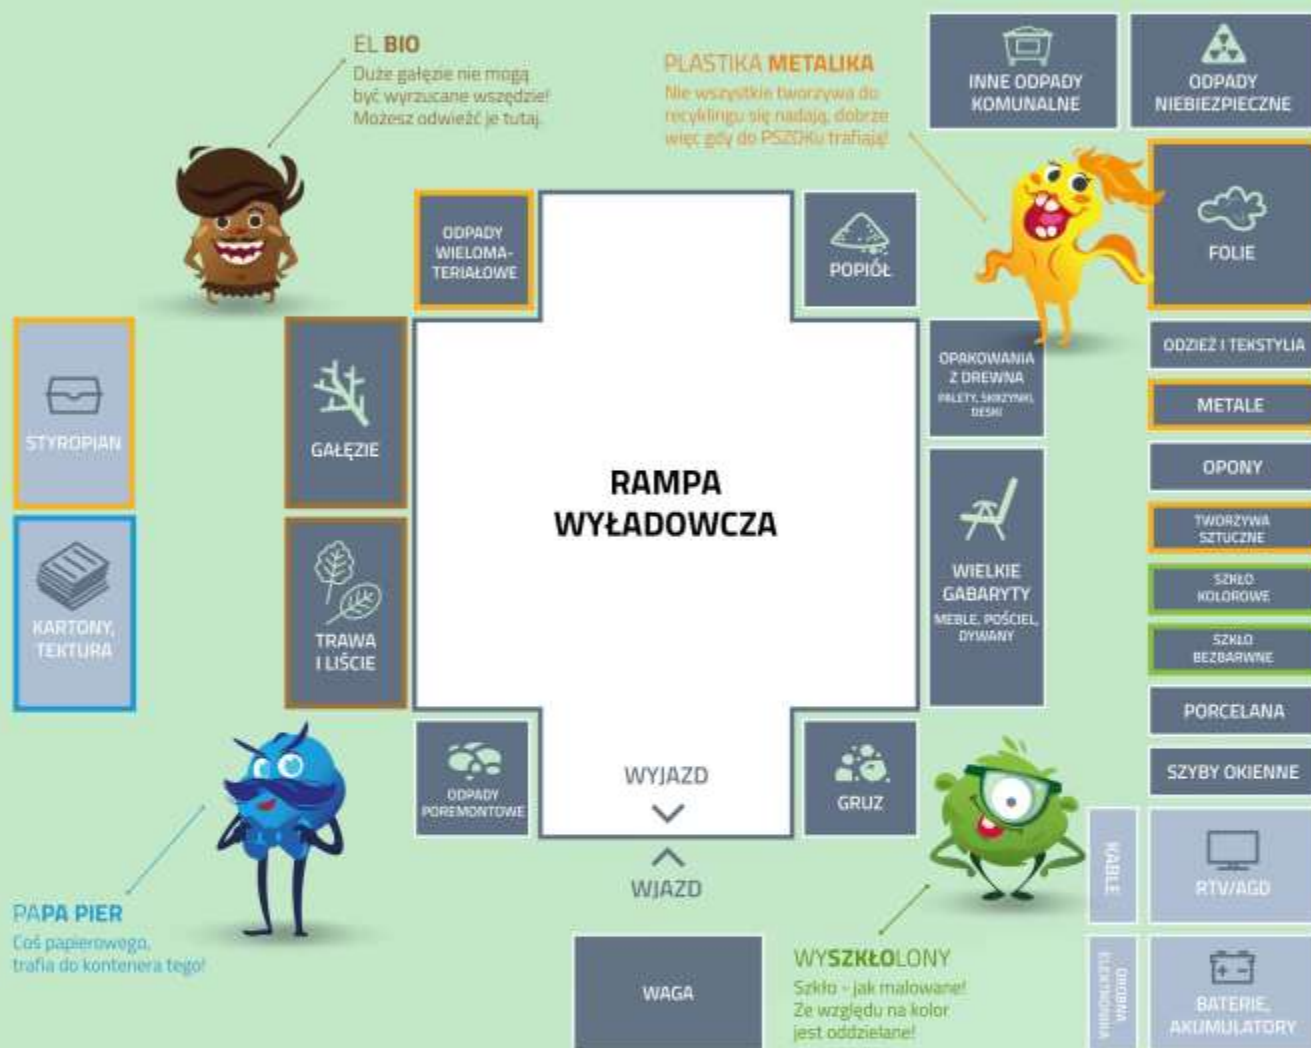 EL BIO
Duże gałęzie nie mogą
być wyrzucane wszędzie!
Możesz odwieźć je tutaj.
PLASTIKA METALIKA
Nie wszystkie tworzywa do
recyklingu się nadają, dobrze
więc gdy do PSZOKu trafiają!
INNE ODPADY
KOMUNALNE
ODPADY
NIEBIEZPIECZNE
ODPADY
WIELOMA-
TERIAŁOWE
POPIÓŁ
FOLIE
STYROPIAN
GAŁĘZIE
OPAKOWANIA
Z DREWNA
PALETY, SKRZYNKI,
DESKI
ODZIEŻ I TEKSTYLIA
METALE
OPONY
TWORZYWA
SZTUCZNE
SZKŁO
KOLOROWE
SZKŁO
BEZBARWNE
PORCELANA
SZYBY OKIENNE
RAMPA
WYŁADOWCZA
WIELKIE
GABARYTY
MEBLE, POŚCIEL,
DYWANY
KARTONY,
TEKTURA
TRAWA
I LIŚCIE
ODPADY
POREMONTOWE
WYJAZD
WJAZD
GRUZ
KABLE
RTV/AGD
DROBNA
ELEKTRONIKA
BATERIE,
AKUMULATORY
PAPA PIER
Coś papierowego,
trafia do kontenera tego!
WAGA
WYSZKŁOLONY
Szkło - jak malowane!
Ze względu na kolor
jest oddzielane!